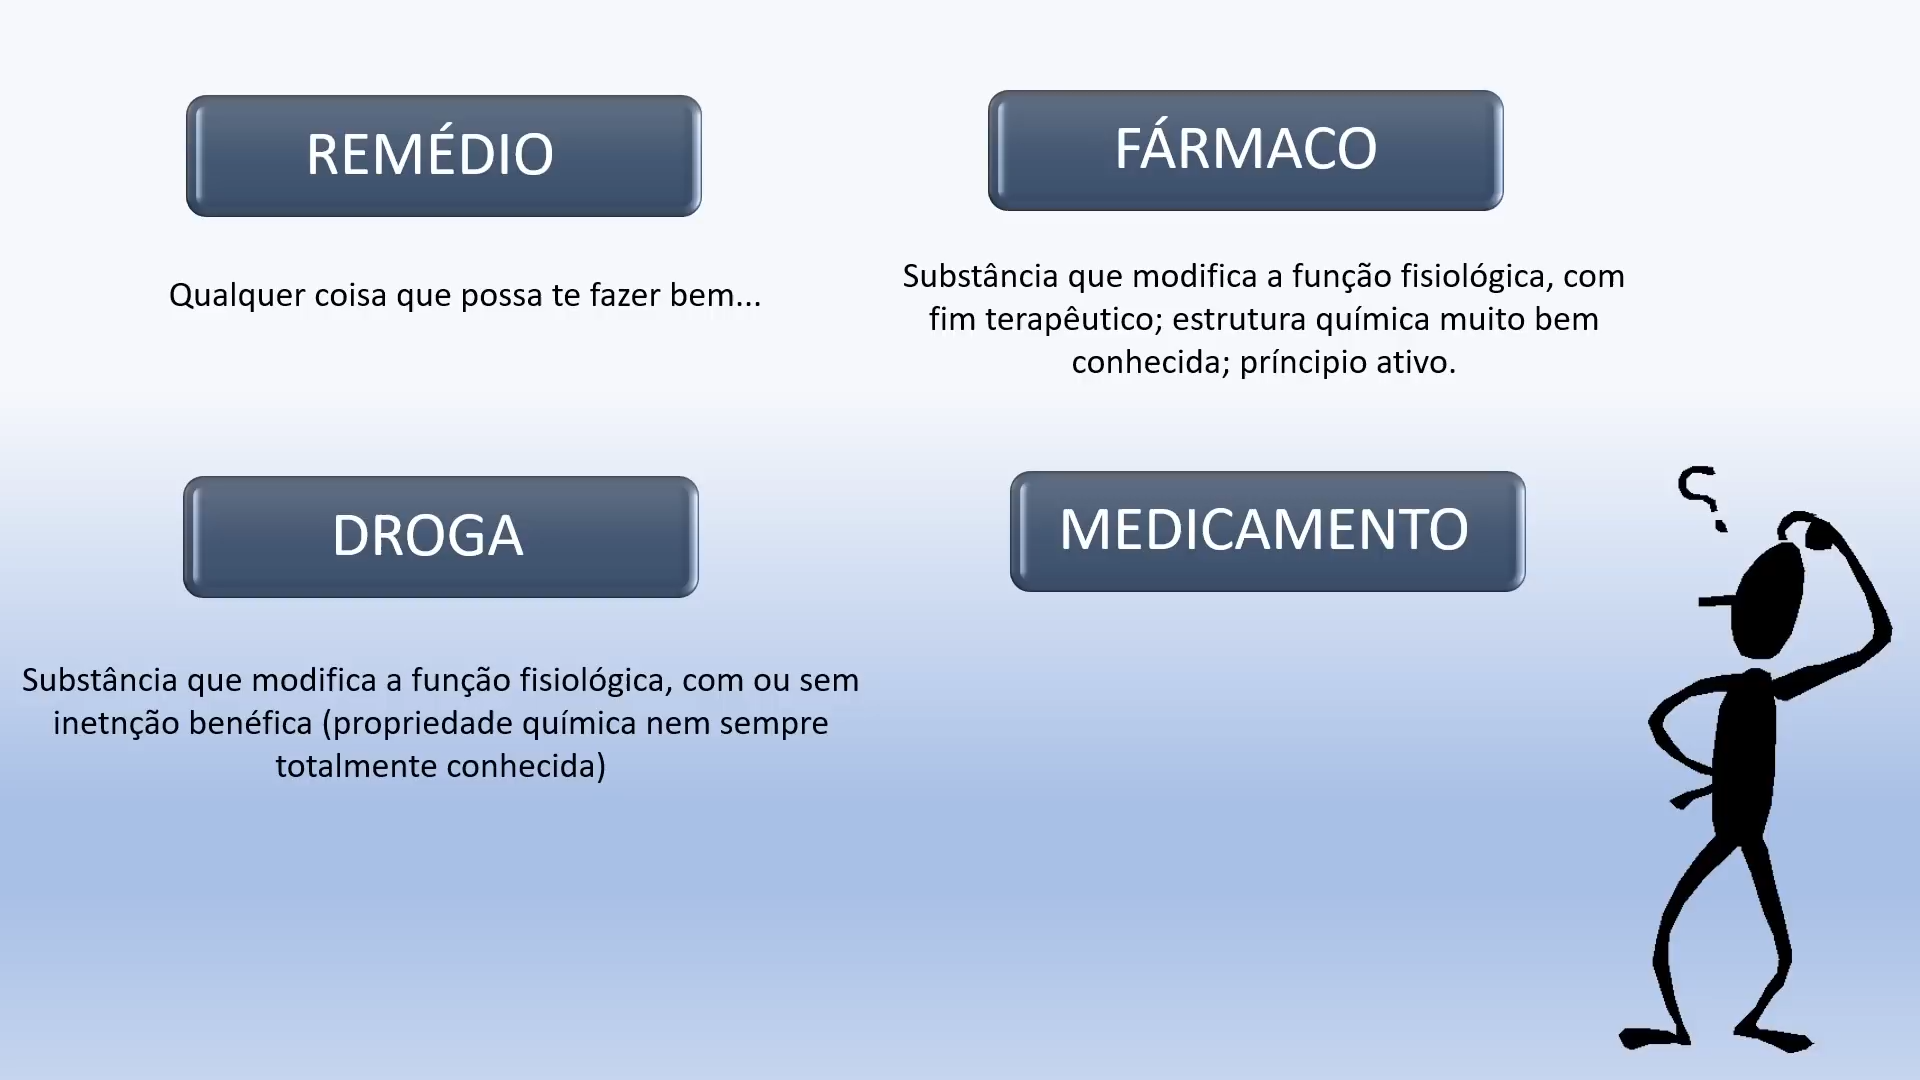 REMÉDIO
Qualquer coisa que possa te fazer bem...
FÁRMACO
Substância que modifica a função fisiológica, com
fim terapêutico; estrutura química muito bem
conhecida; príncipio ativo.
DROGA
Substância que modifica a função fisiológica, com ou sem
inetnção benéfica (propriedade química nem sempre
totalmente conhecida)
MEDICAMENTO
?